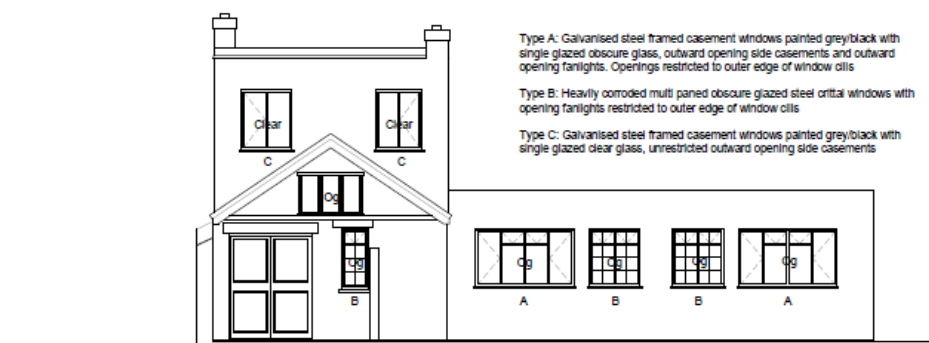 Type A: Galvanised steel framed casement windows painted grey/black with
single glazed obscure glass, outward opening side casements and outward
opening fanlights. Openings restricted to outer edge of window cills
Type B: Heavily corroded multi paned obscure glazed steel crittal windows with
opening fanlights restricted to outer edge of window cills
Type C: Galvanised steel framed casement windows painted grey/black with
single glazed clear glass, unrestricted outward opening side casements
Clear
Clear
C
C
Og
Og
Og
Og
Og
Og
B
A
B
B
A